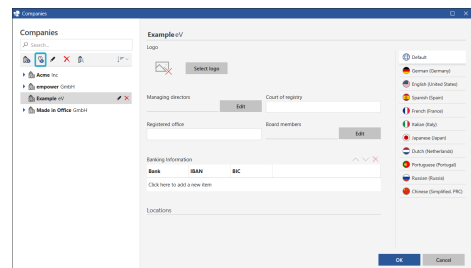 Companies
Companies
Search...
Acme Inc
empower GmbH
Example eV
Made in Office GmbH
Example eV
Logo
Select logo
Managing directors
Edit
Court of registry
Registered office
Board members
Edit
Banking Information
Bank IBAN BIC
Click here to add a new item
Locations
Default
German (Germany)
English (United States)
Spanish (Spain)
French (France)
Italian (Italy)
Japanese (Japan)
Dutch (Netherlands)
Portuguese (Portugal)
Russian (Russia)
Chinese (Simplified, PRC)
OK Cancel